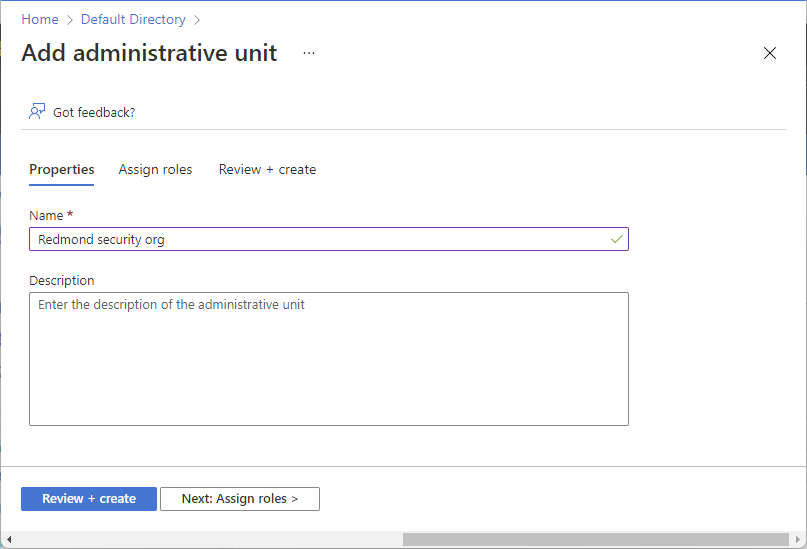 Home > Default Directory >
Add administrative unit ...
Got feedback?
Properties Assign roles Review + create
Name *
Redmond security org
Description
Enter the description of the administrative unit
Review + create Next: Assign roles >